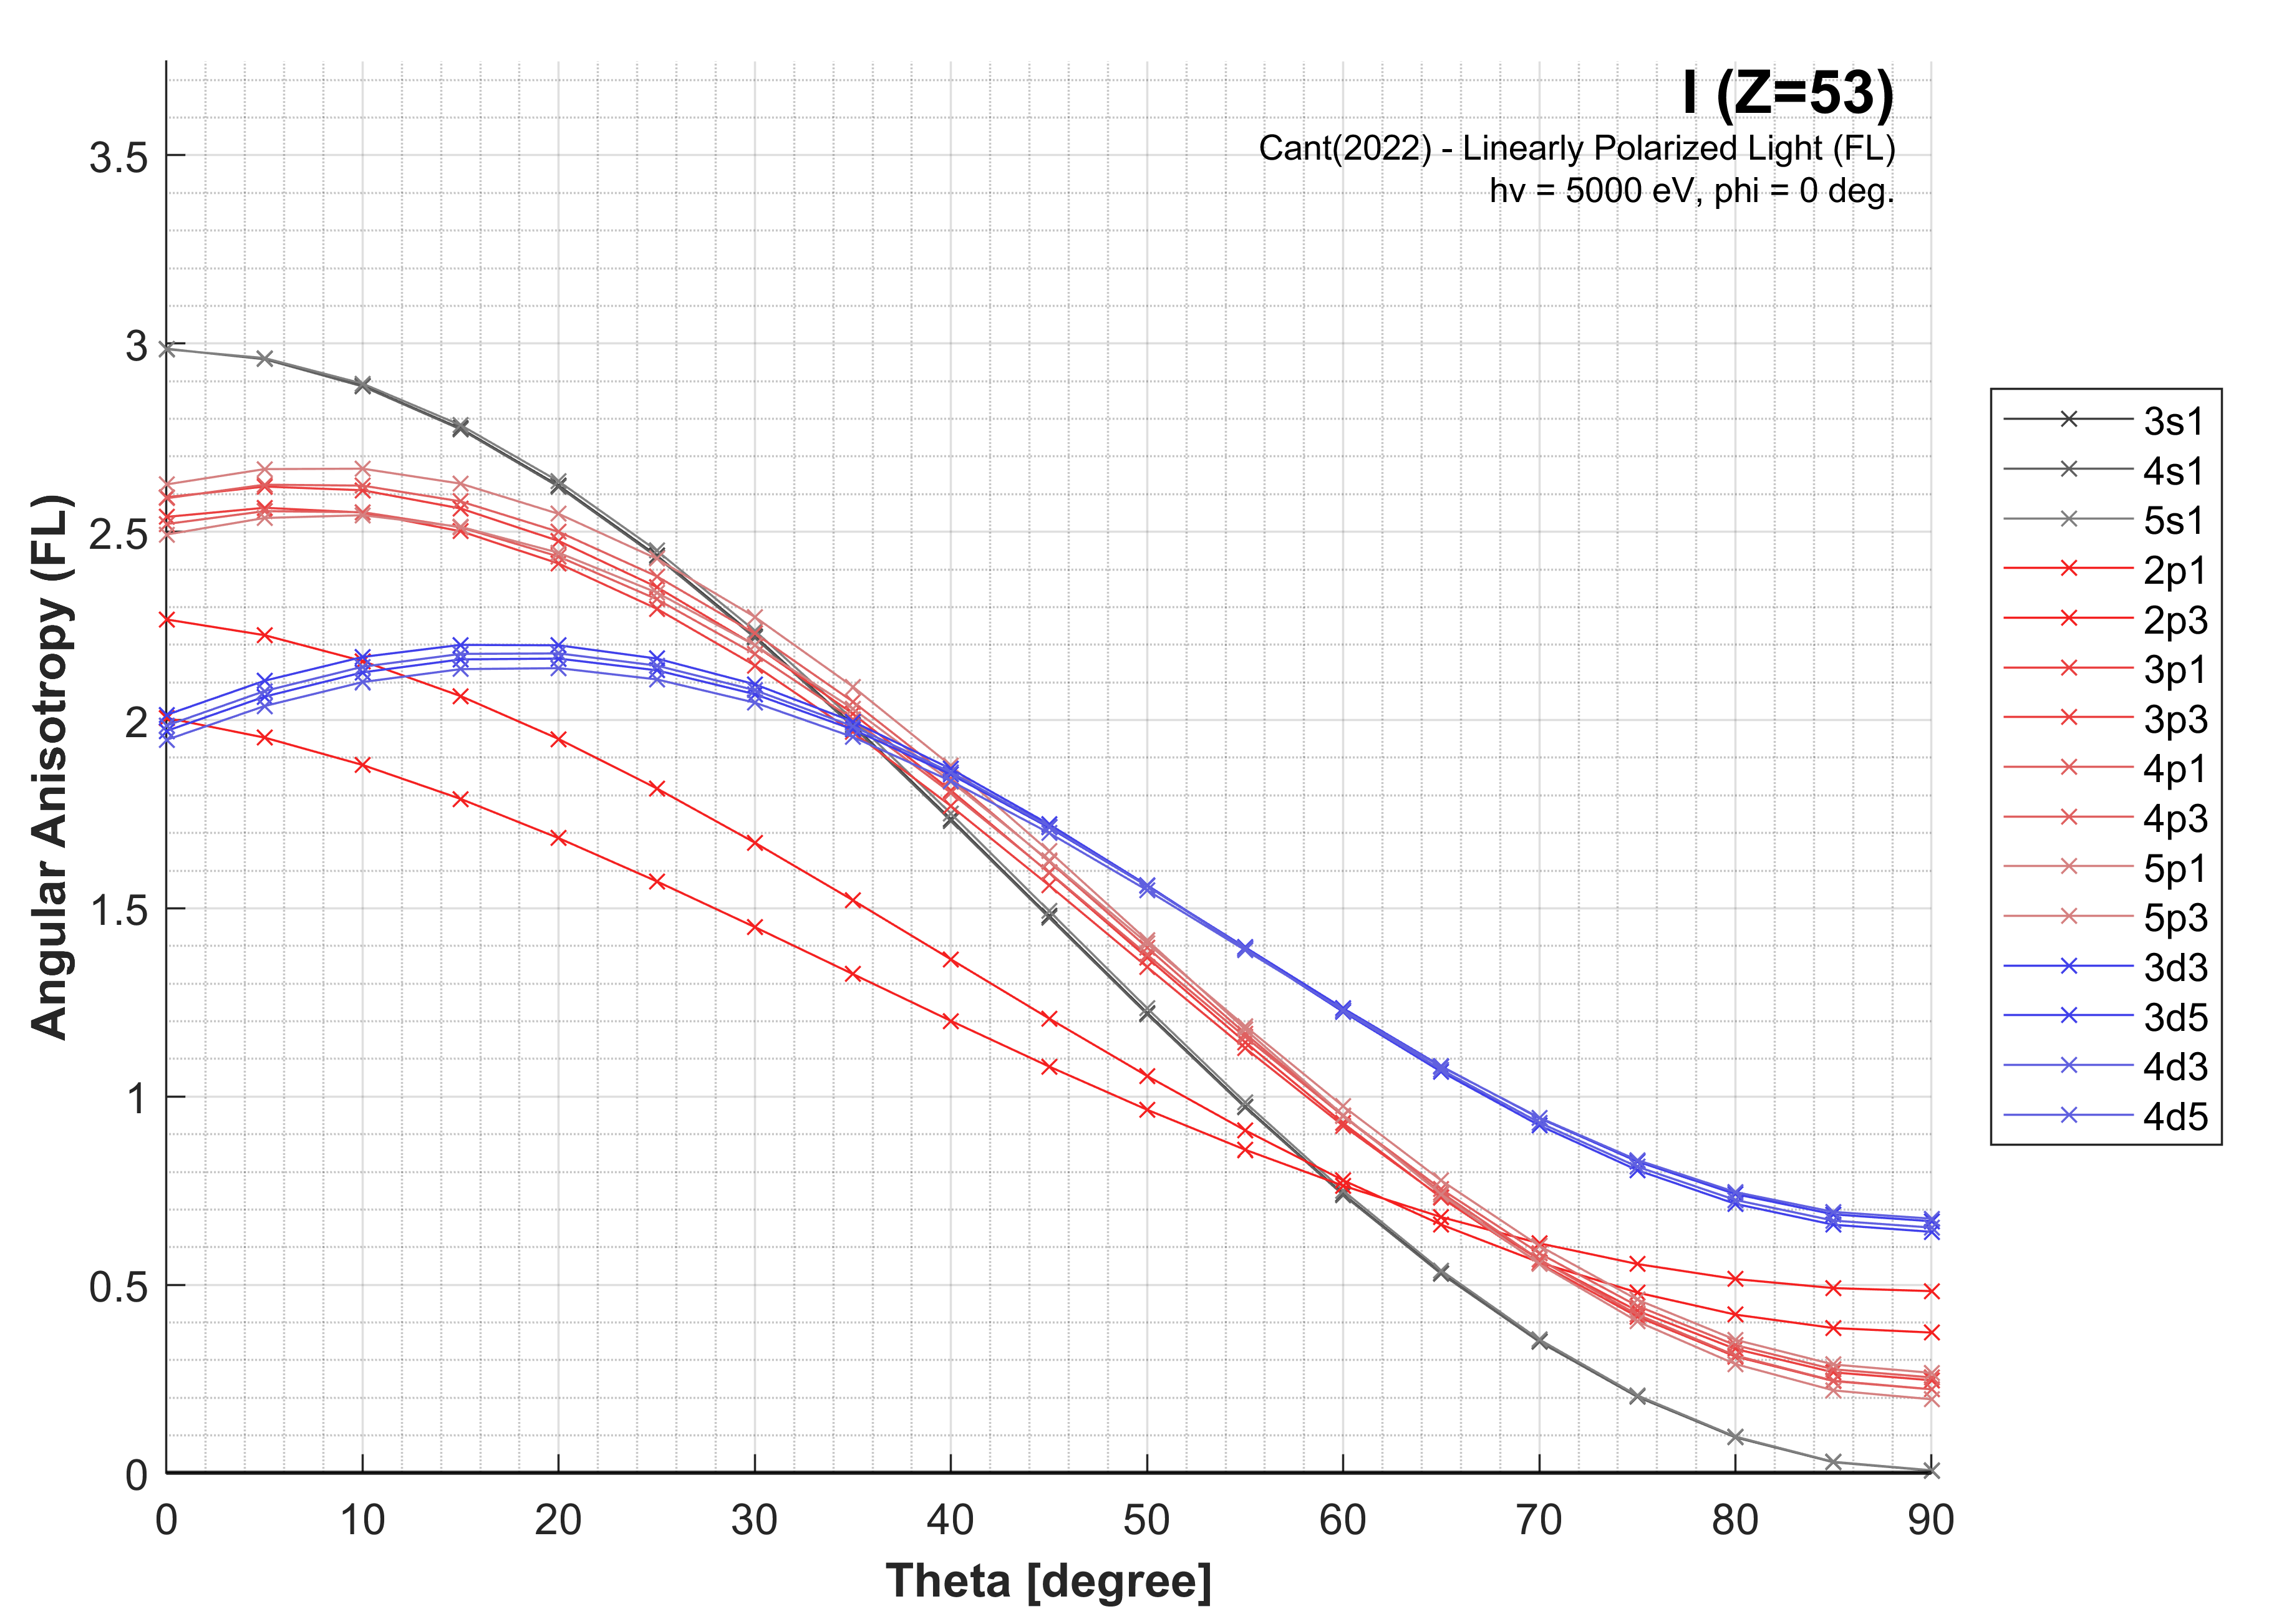 I (Z=53)
Cant(2022) - Linearly Polarized Light (FL)
hv = 5000 eV, phi = 0 deg.
Angular Anisotropy (FL)
3.5
3
2.5
2
1.5
1
0.5
0
0 10 20 30 40 50 60 70 80 90
Theta [degree]
3s1
4s1
5s1
2p1
2p3
3p1
3p3
4p1
4p3
5p1
5p3
3d3
3d5
4d3
4d5